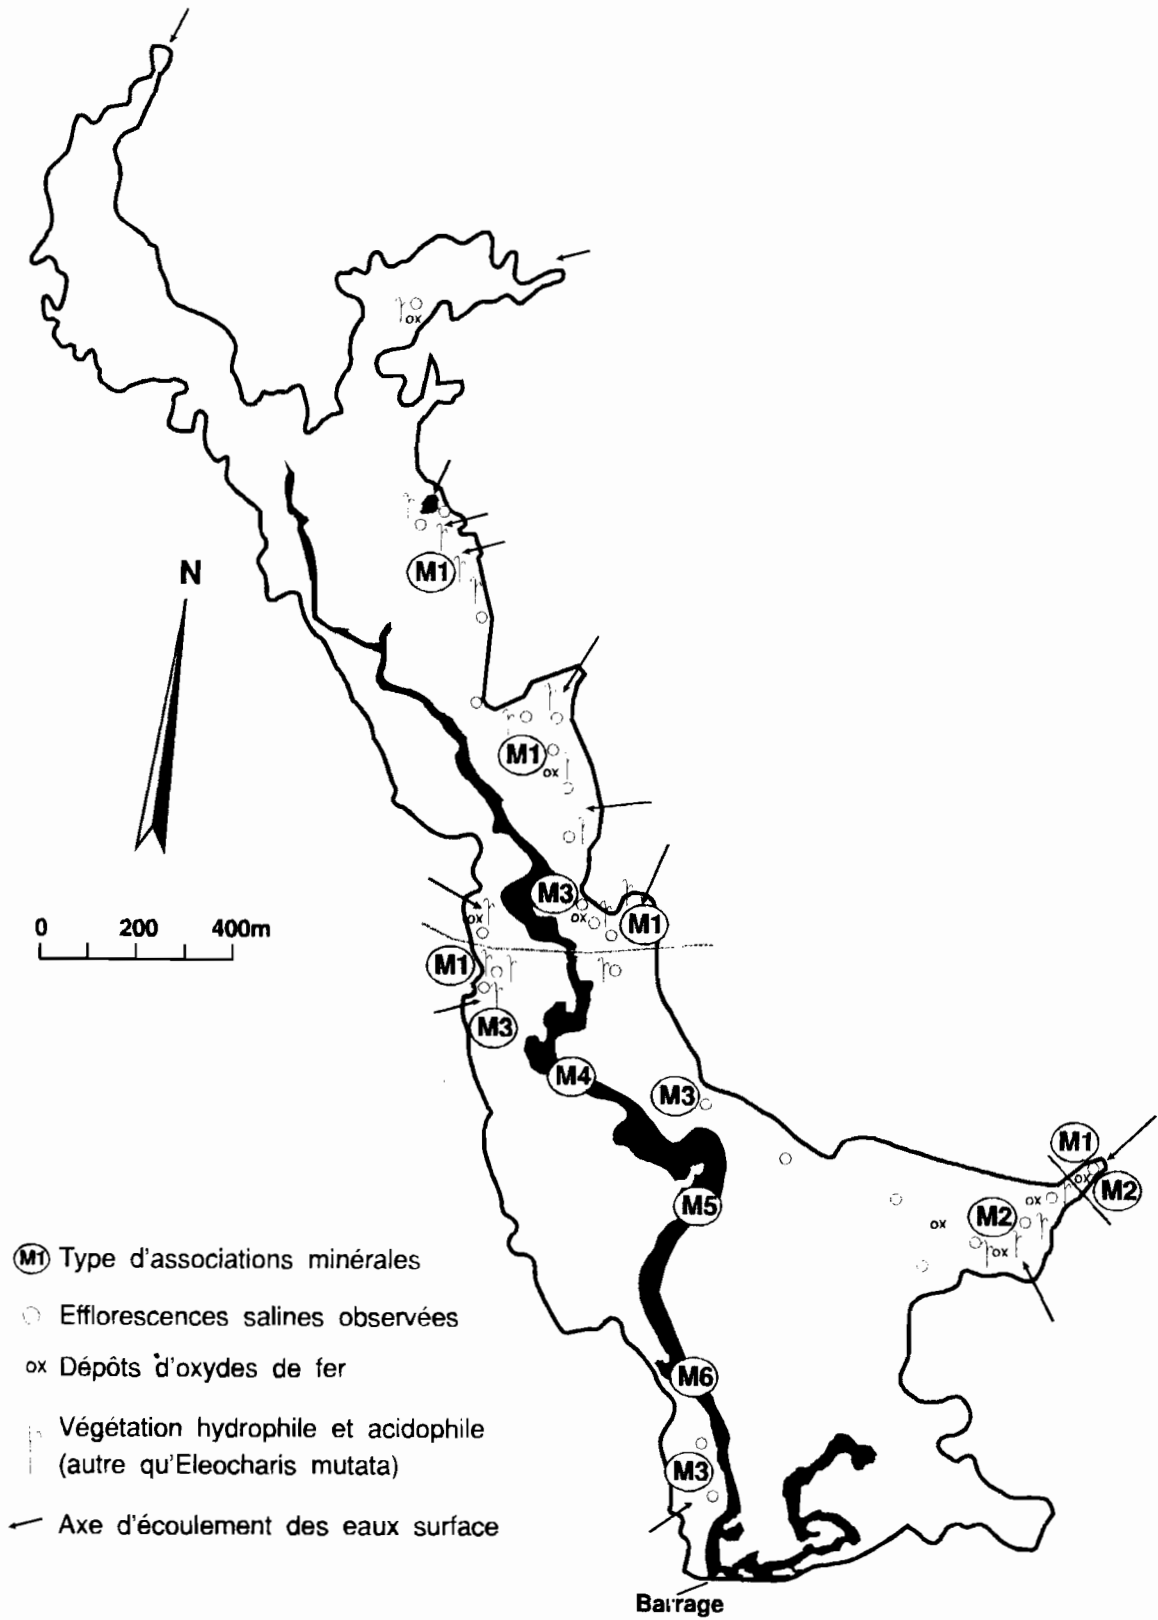 ox
M1
N
M1
ox
M3
ox
ox
M1
0 200 400m
M1
M3
M4
M3
M1
ox
M2
ox
M5
M2
ox
ox
M1 Type d'associations minérales
Efflorescences salines observées
ox Dépôts d'oxydes de fer
M6
Végétation hydrophile et acidophile
(autre qu'Eleocharis mutata)
M3
Axe d'écoulement des eaux surface
Barrage